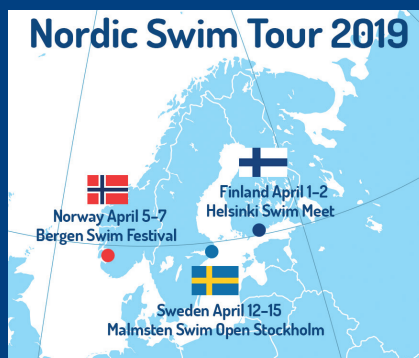 Nordic Swim Tour 2019
Finland April 1-2
Helsinki Swim Meet
Norway April 5-7
Bergen Swim Festival
Sweden April 12-15
Malmsten Swim Open Stockholm